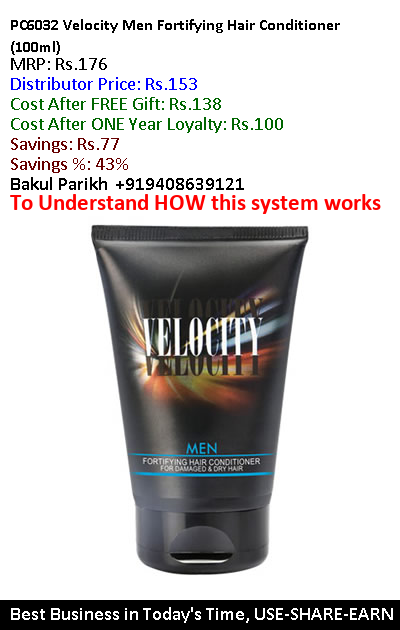 PC6032 Velocity Men Fortifying Hair Conditioner
(100ml)
MRP: Rs.176
Distributor Price: Rs.153
Cost After FREE Gift: Rs.138
Cost After ONE Year Loyalty: Rs.100
Savings: Rs.77
Savings %: 43%
Bakul Parikh +919408639121
To Understand HOW this system works
VELOCITY
VELOCITY
VELOCITY
MEN
FORTIFYING HAIR CONDITIONER
FOR DAMAGED & DRY HAIR
Best Business in Today's Time, USE-SHARE-EARN